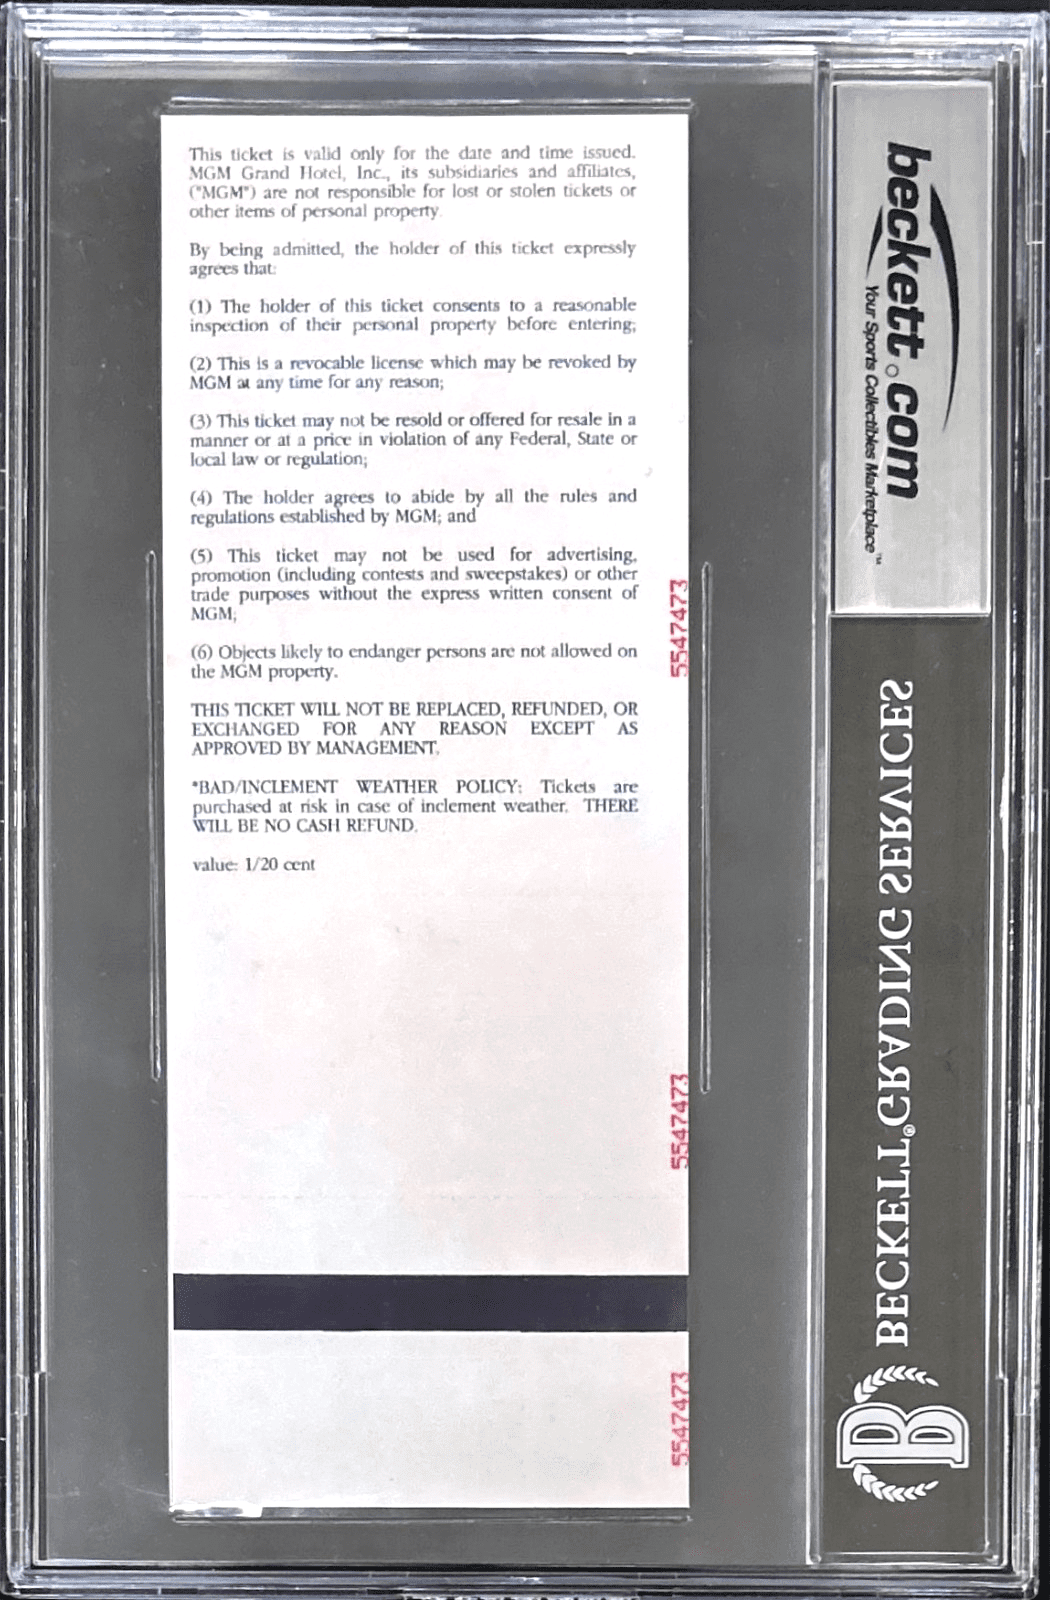 This ticket is valid only for the date and time issued.
MGM Grand Hotel, Inc., its subsidiaries and affiliates,
("MGM") are not responsible for lost or stolen tickets or
other items of personal property.
By being admitted, the holder of this ticket expressly
agrees that:
(1) The holder of this ticket consents to a reasonable
inspection of their personal property before entering;
(2) This is a revocable license which may be revoked by
MGM at any time for any reason;
(3) This ticket may not be resold or offered for resale in a
manner or at a price in violation of any Federal, State or
local law or regulation;
(4) The holder agrees to abide by all the rules and
regulations established by MGM; and
(5) This ticket may not be used for advertising,
promotion (including contests and sweepstakes) or other
trade purposes without the express written consent of
MGM;
(6) Objects likely to endanger persons are not allowed on
the MGM property.
THIS TICKET WILL NOT BE REPLACED, REFUNDED, OR
EXCHANGED FOR ANY REASON EXCEPT AS
APPROVED BY MANAGEMENT.
*BAD/INCLEMENT WEATHER POLICY: Tickets are
purchased at risk in case of inclement weather. THERE
WILL BE NO CASH REFUND.
value: 1/20 cent
5547473
5547473
5547473
beckett.com
Your Sports Collectibles Marketplace™
BECKETT® GRADING SERVICES
B